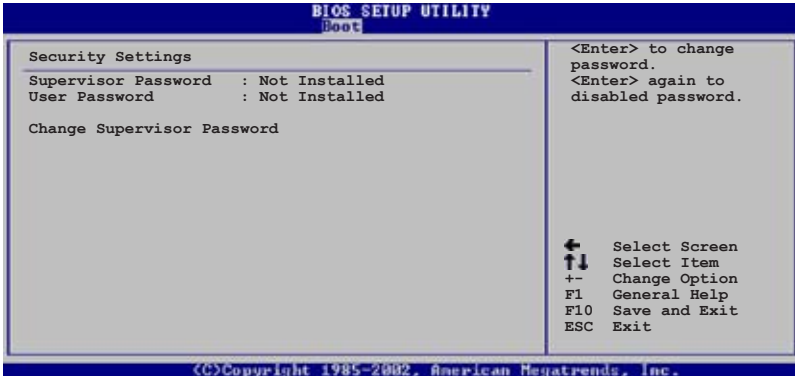 BIOS SETUP UTILITY
Boot
Security Settings
Supervisor Password : Not Installed
User Password : Not Installed
Change Supervisor Password
<Enter> to change
password.
<Enter> again to
disabled password.
← Select Screen
↑↓ Select Item
+- Change Option
F1 General Help
F10 Save and Exit
ESC Exit
(C)Copyright 1985-2002, American Megatrends, Inc.